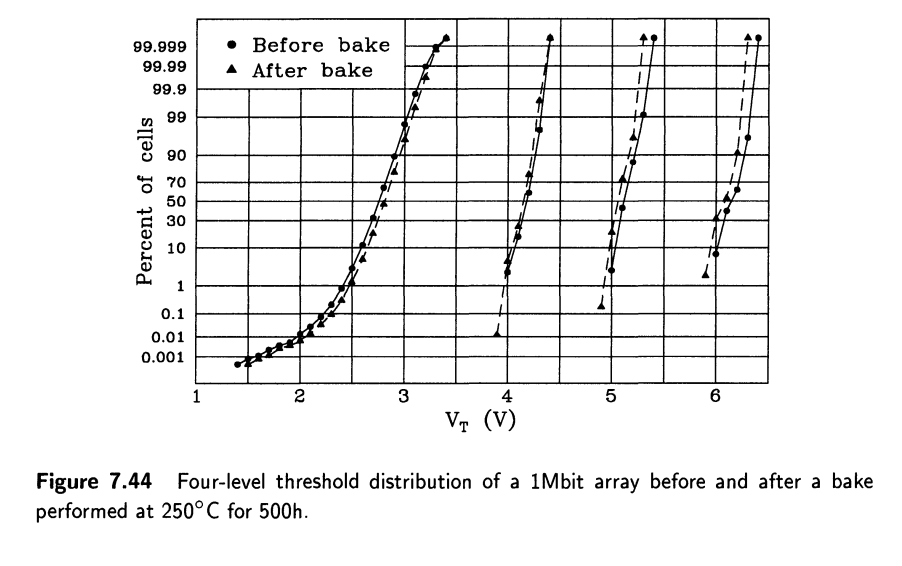 Before bake
After bake
99.999
99.99
99.9
99
90
70
50
30
10
1
0.1
0.01
0.001
Percent of cells
1 2 3 4 5 6
V_T (V)
Figure 7.44 Four-level threshold distribution of a 1Mbit array before and after a bake
performed at 250°C for 500h.